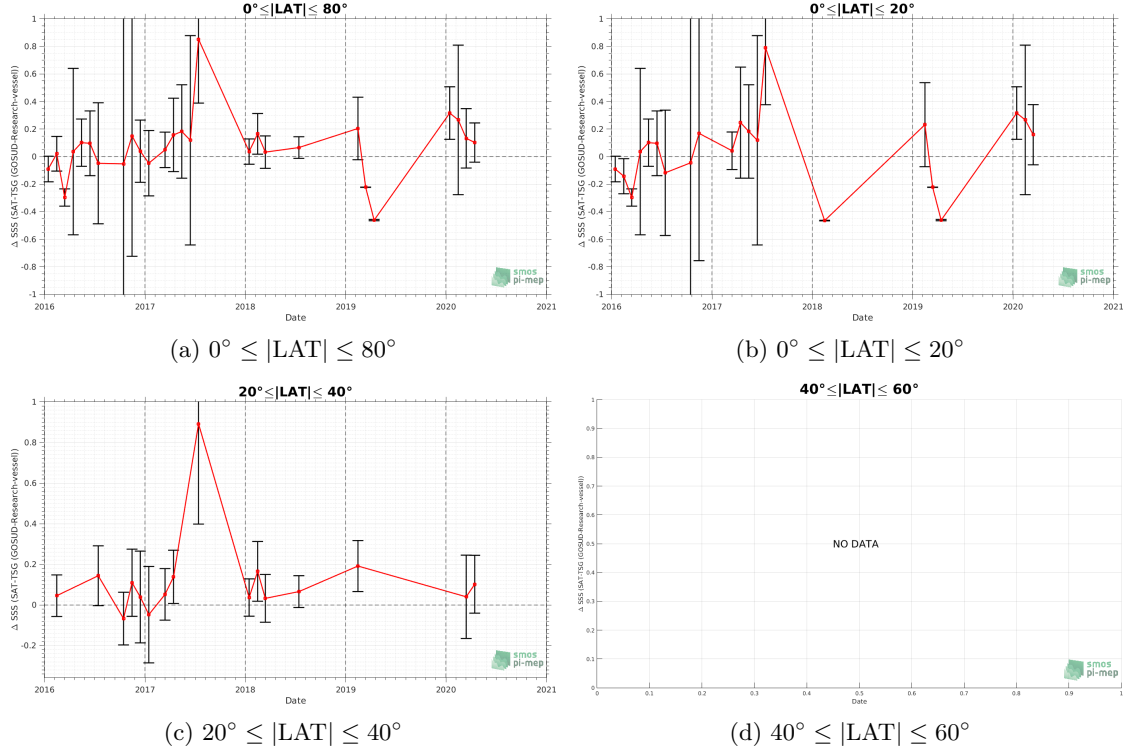 0°≤|LAT|≤ 80°
1
0.8
0.6
0.4
0.2
0
-0.2
-0.4
-0.6
-0.8
-1
Δ SSS (SAT-TSG (GOSUD-Research-vessel))
2016 2017 2018 2019 2020 2021
Date
smos
pi-mep
(a) 0° ≤ |LAT| ≤ 80°
0°≤|LAT|≤ 20°
1
0.8
0.6
0.4
0.2
0
-0.2
-0.4
-0.6
-0.8
-1
Δ SSS (SAT-TSG (GOSUD-Research-vessel))
2016 2017 2018 2019 2020 2021
Date
smos
pi-mep
(b) 0° ≤ |LAT| ≤ 20°
20°≤|LAT|≤ 40°
1
0.8
0.6
0.4
0.2
0
-0.2
Δ SSS (SAT-TSG (GOSUD-Research-vessel))
2016 2017 2018 2019 2020 2021
Date
smos
pi-mep
(c) 20° ≤ |LAT| ≤ 40°
40°≤|LAT|≤ 60°
1
0.9
0.8
0.7
0.6
0.5
0.4
0.3
0.2
0.1
0
Δ SSS (SAT-TSG (GOSUD-Research-vessel))
NO DATA
0 0.1 0.2 0.3 0.4 0.5 0.6 0.7 0.8 0.9 1
Date
smos
pi-mep
(d) 40° ≤ |LAT| ≤ 60°